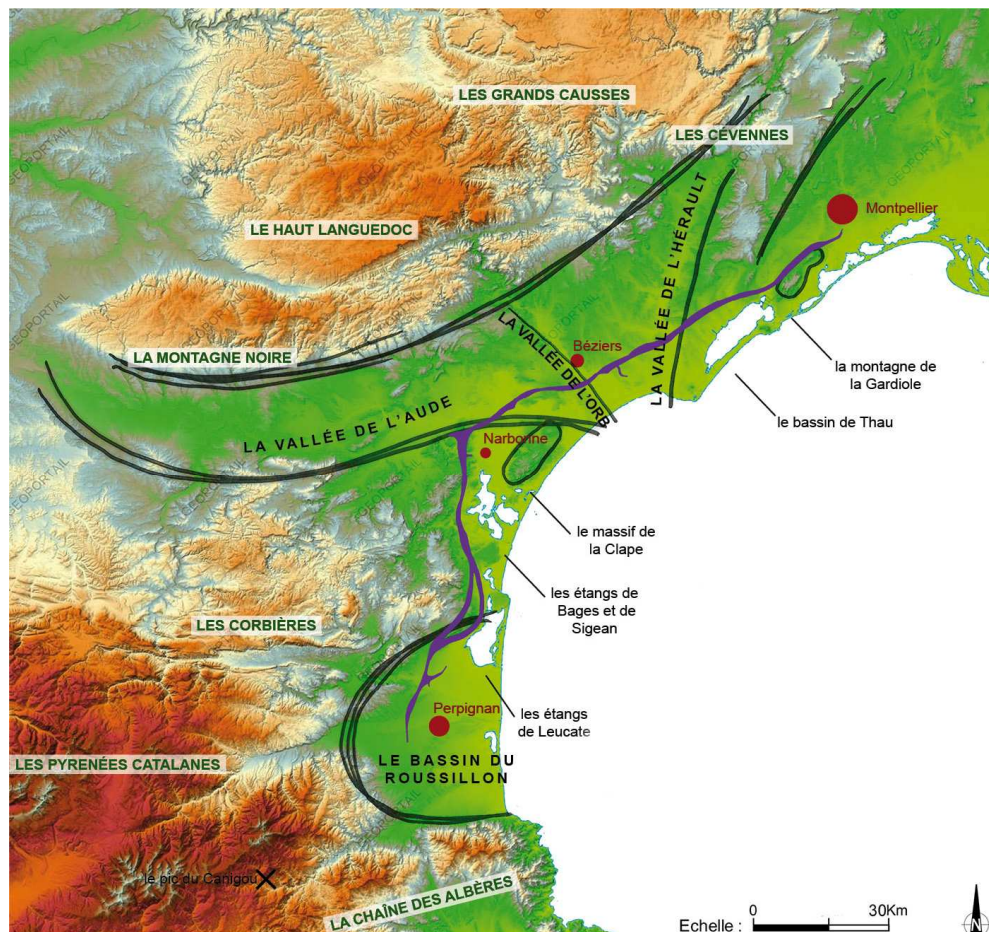 LES GRANDS CAUSSES
LES CÉVENNES
GEOPORTAIL
Montpellier
LE HAUT LANGUEDOC
LA VALLÉE DE L'HÉRAULT
LA MONTAGNE NOIRE
LA VALLÉE DE L'ORB
Béziers
la montagne de
la Gardiole
le bassin de Thau
LA VALLÉE DE L'AUDE
Narbonne
le massif de
la Clape
les étangs de
Bages et de
Sigean
LES CORBIÈRES
Perpignan
les étangs
de Leucate
LES PYRENÉES CATALANES
LE BASSIN DU
ROUSSILLON
le pic du Canigou
LA CHAÎNE DES ALBÈRES
Echelle :
0
30Km
N